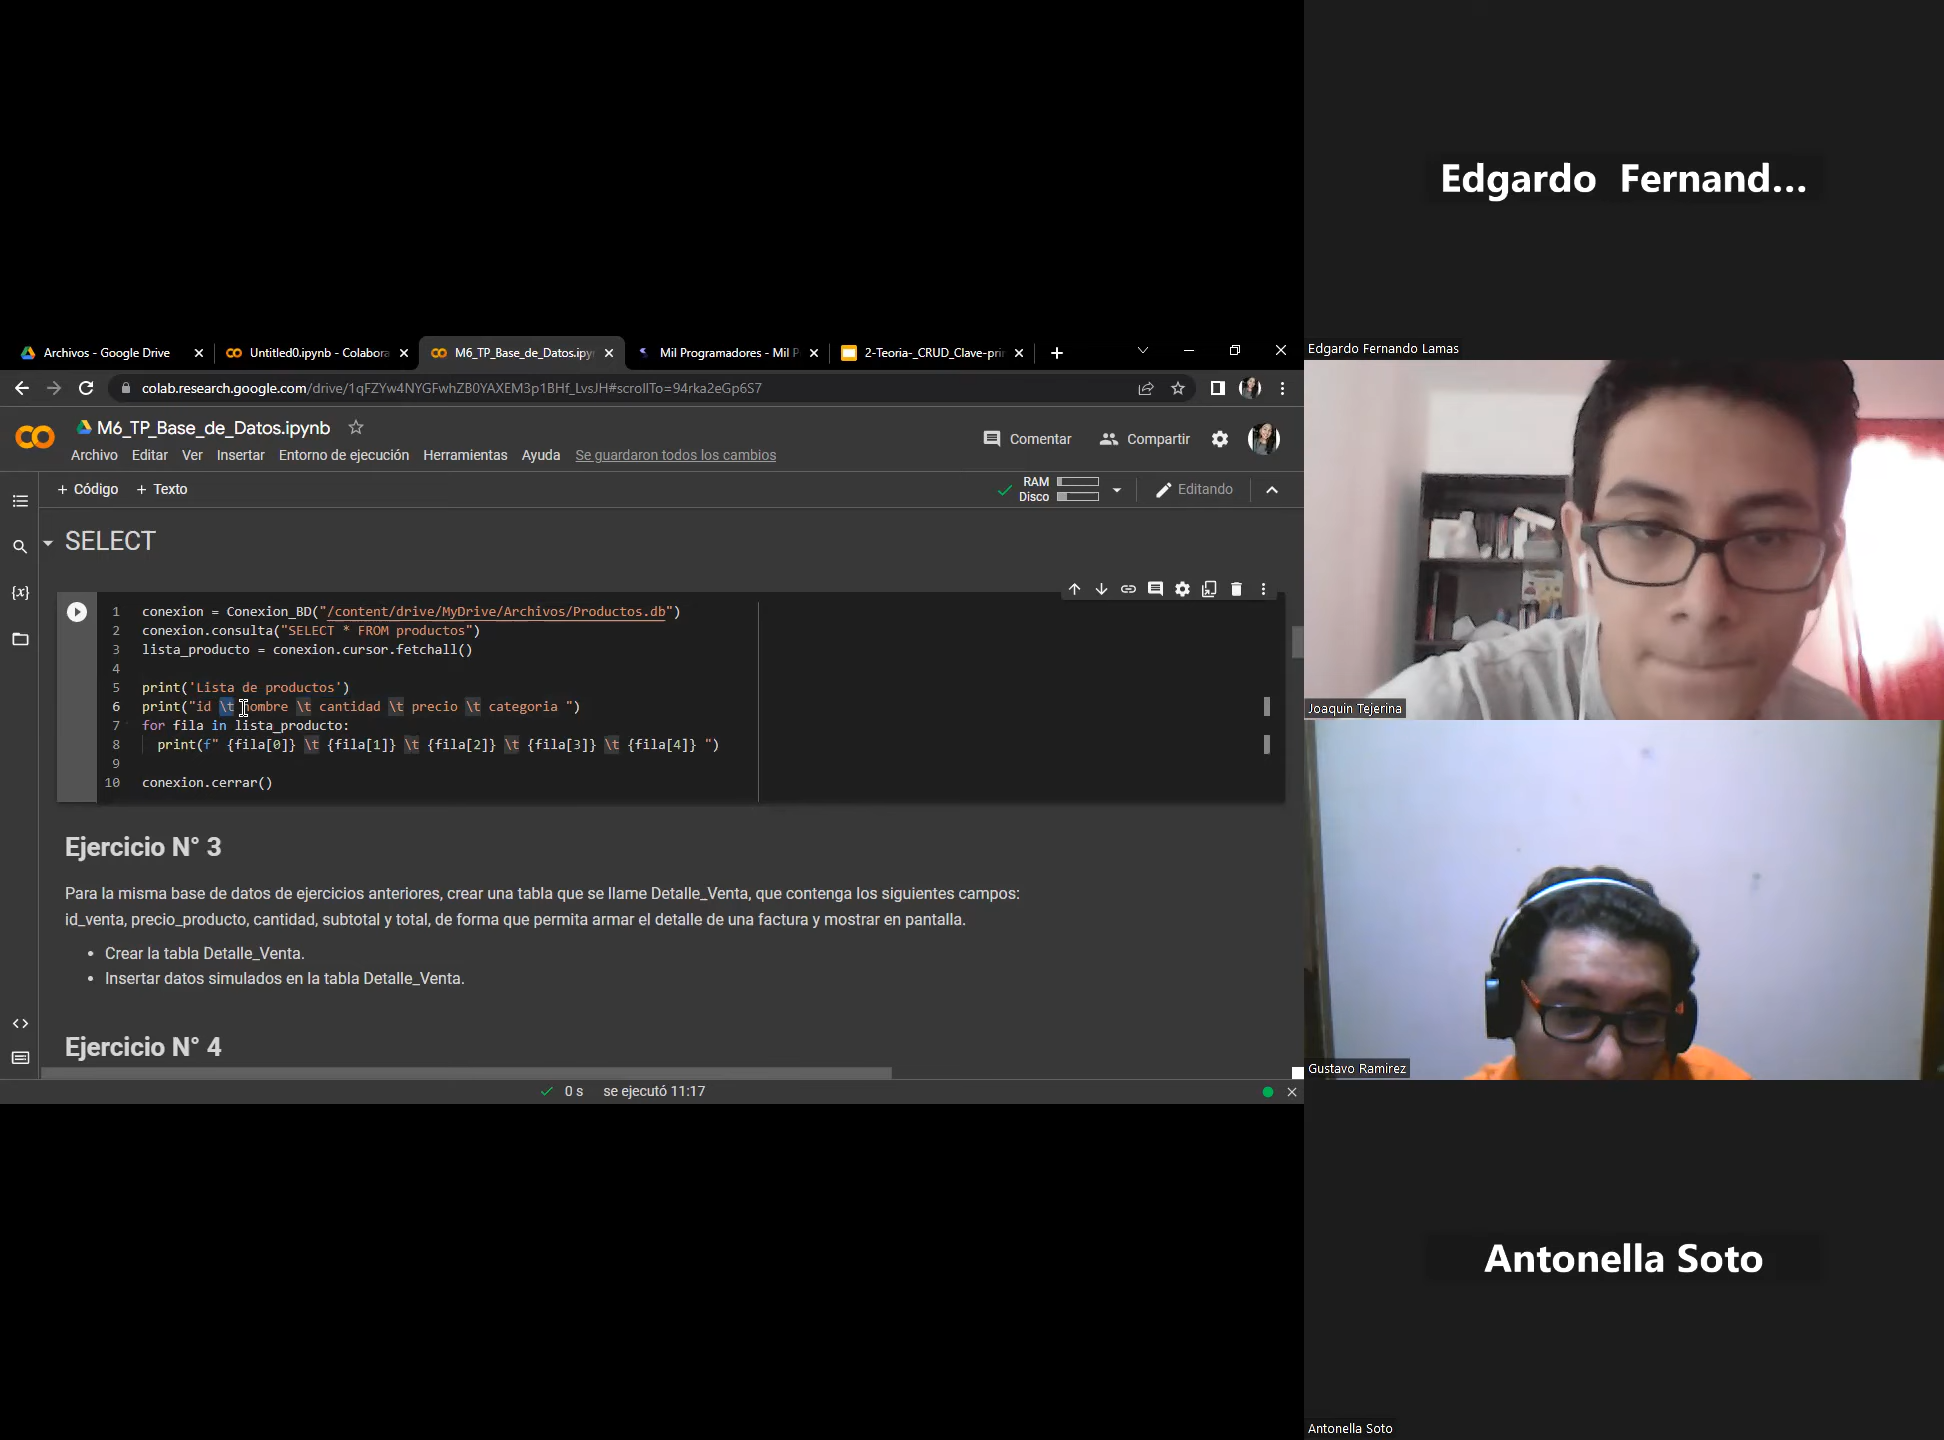 Archivos - Google Drive
Untitled0.ipynb - Colabora
M6_TP_Base_de_Datos.ipyn
Mil Programadores - Mil P
2-Teoria-_CRUD_Clave-pri
colab.research.google.com/drive/1qFZYw4NYGFwhZB0YAXEM3p1BHf_LvsJH#scrollTo=94rka2eGp6S7
M6_TP_Base_de_Datos.ipynb
Comentar
Compartir
Archivo Editar Ver Insertar Entorno de ejecución Herramientas Ayuda Se guardaron todos los cambios
+ Código + Texto
RAM
Disco
Editando
{x}
SELECT
1 conexion = Conexion_BD("/content/drive/MyDrive/Archivos/Productos.db")
2 conexion.consulta("SELECT * FROM productos")
3 lista_producto = conexion.cursor.fetchall()
4
5 print('Lista de productos')
6 print("id \t nombre \t cantidad \t precio \t categoria ")
7 for fila in lista_producto:
8 print(f" {fila[0]} \t {fila[1]} \t {fila[2]} \t {fila[3]} \t {fila[4]} ")
9
10 conexion.cerrar()
Ejercicio N° 3
Para la misma base de datos de ejercicios anteriores, crear una tabla que se llame Detalle_Venta, que contenga los siguientes campos:
id_venta, precio_producto, cantidad, subtotal y total, de forma que permita armar el detalle de una factura y mostrar en pantalla.
• Crear la tabla Detalle_Venta.
• Insertar datos simulados en la tabla Detalle_Venta.
Ejercicio N° 4
0 s se ejecutó 11:17
Edgardo Fernand...
Edgardo Fernando Lamas
Joaquin Tejerina
Gustavo Ramirez
Antonella Soto
Antonella Soto